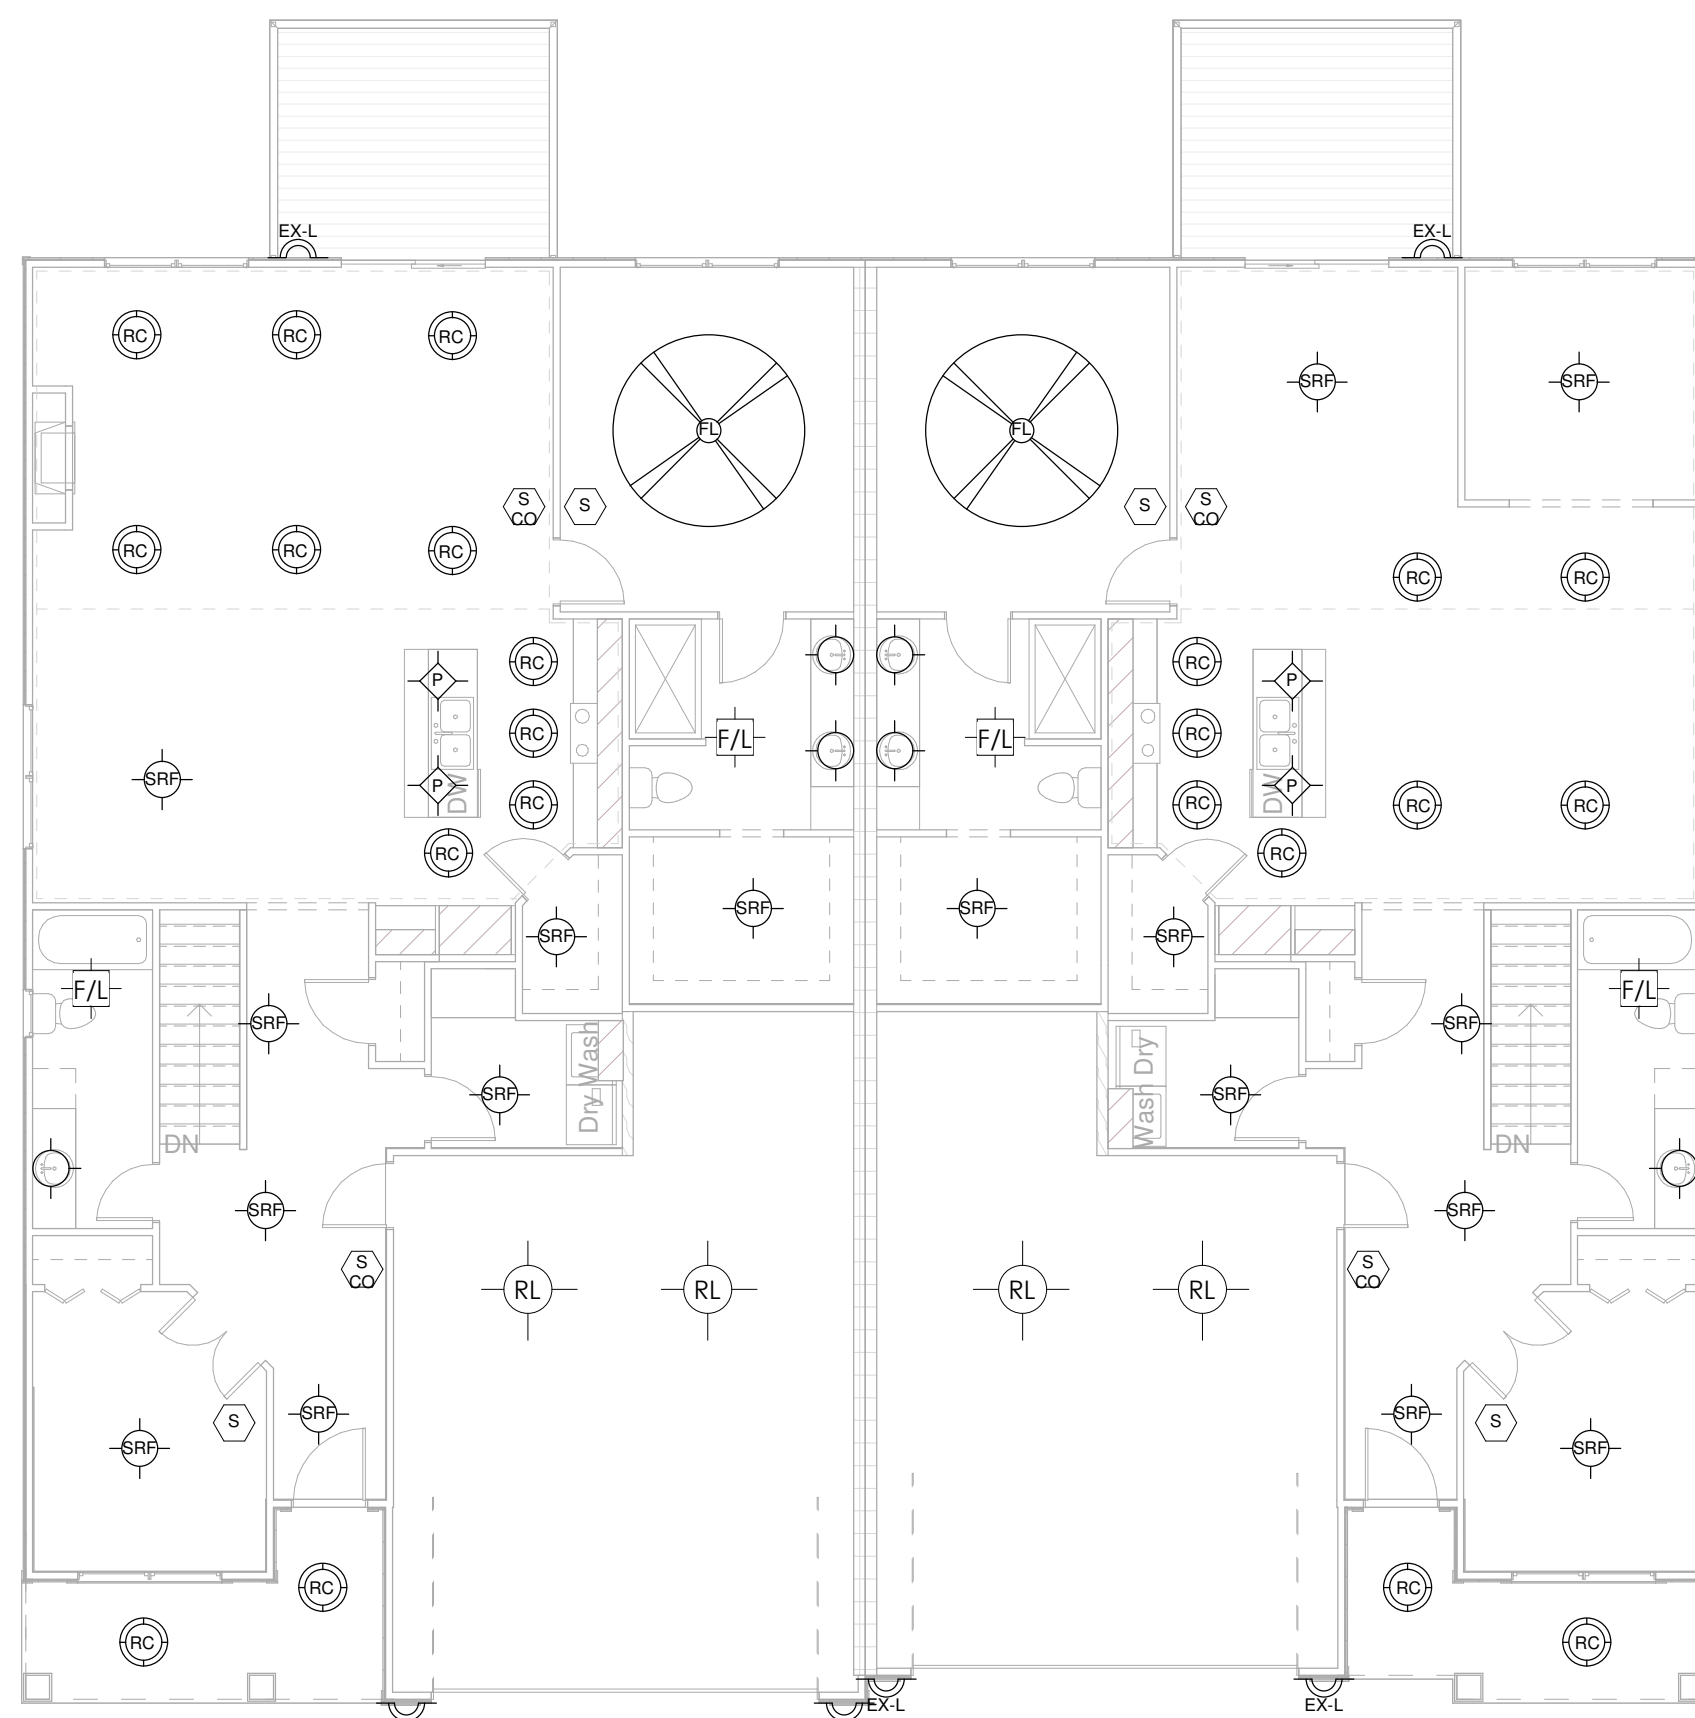 EX-L
EX-L
RC
RC
RC
SRF
SRF
FL
FL
S
CO
S
S
S
CO
RC
RC
RC
RC
RC
RC
RC
P
P
F/L
F/L
RC
RC
SRF
P
DW
P
DW
RC
RC
RC
RC
RC
RC
SRF
SRF
SRF
SRF
F/L
F/L
SRF
SRF
Dry Wash
Wash Dry
SRF
SRF
DN
DN
SRF
SRF
S
CO
S
CO
RL
RL
RL
RL
SRF
SRF
S
S
SRF
SRF
RC
RC
RC
RC
EX-L
EX-L